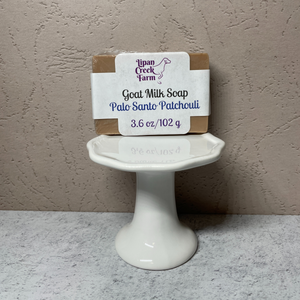 Lipan
Creek
Farm
Goat Milk Soap
Palo Santo Patchouli
3.6 oz/102 g